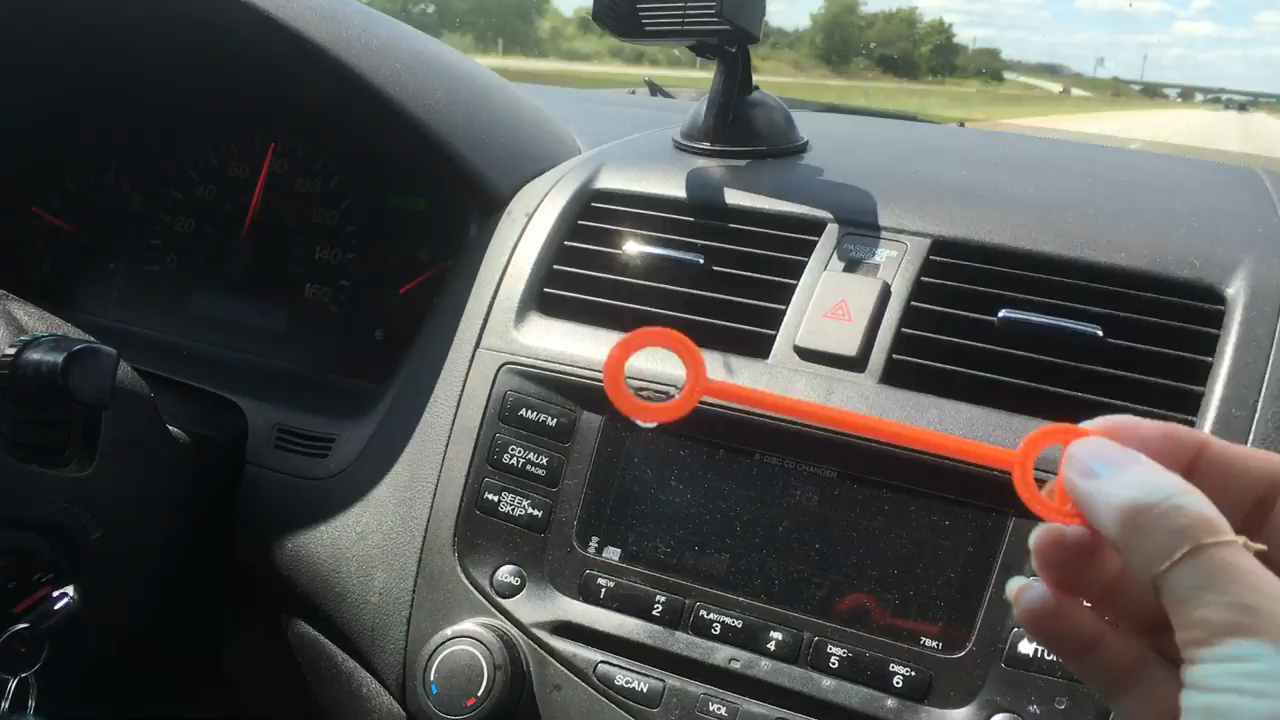 0
20
40
60
80
100
120
140
160
PASSENGER
AIRBAG
AM/FM
CD/AUX
SAT RADIO
SEEK
SKIP
6-DISC CD CHANGER
LOAD
REW
1
FF
2
PLAY/PROG
3
4
DISC-
5
DISC+
6
7BK1
SCAN
VOL